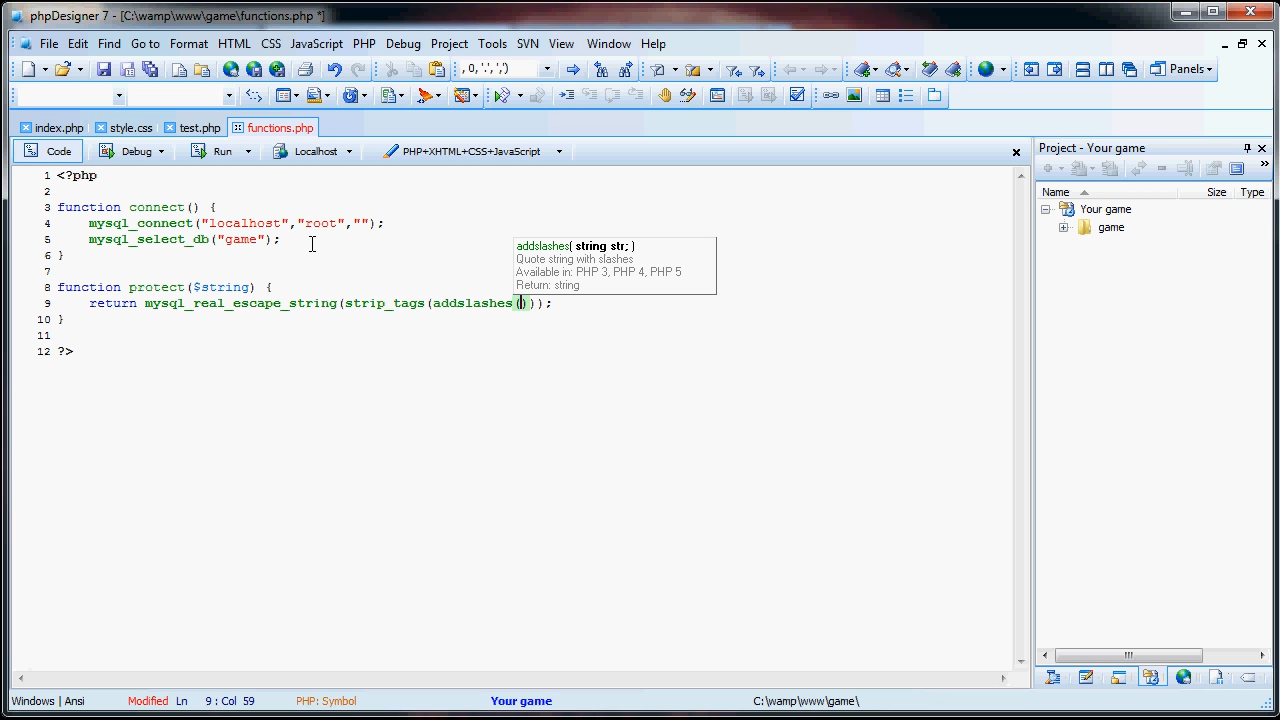 phpDesigner 7 - [C:\wamp\www\game\functions.php *]
File Edit Find Go to Format HTML CSS JavaScript PHP Debug Project Tools SVN View Window Help
, 0,'.',',')
Panels
index.php style.css test.php functions.php
Code Debug Run Localhost PHP+XHTML+CSS+JavaScript
1 <?php
2
3 function connect() {
4 mysql_connect("localhost","root","");
5 mysql_select_db("game");
6 }
7
8 function protect($string) {
9 return mysql_real_escape_string(strip_tags(addslashes()));
10 }
11
12 ?>
addslashes( string str; )
Quote string with slashes
Available in: PHP 3, PHP 4, PHP 5
Return: string
Project - Your game
Name Size Type
Your game
game
Windows | Ansi Modified Ln 9 : Col 59 PHP: Symbol Your game C:\wamp\www\game\